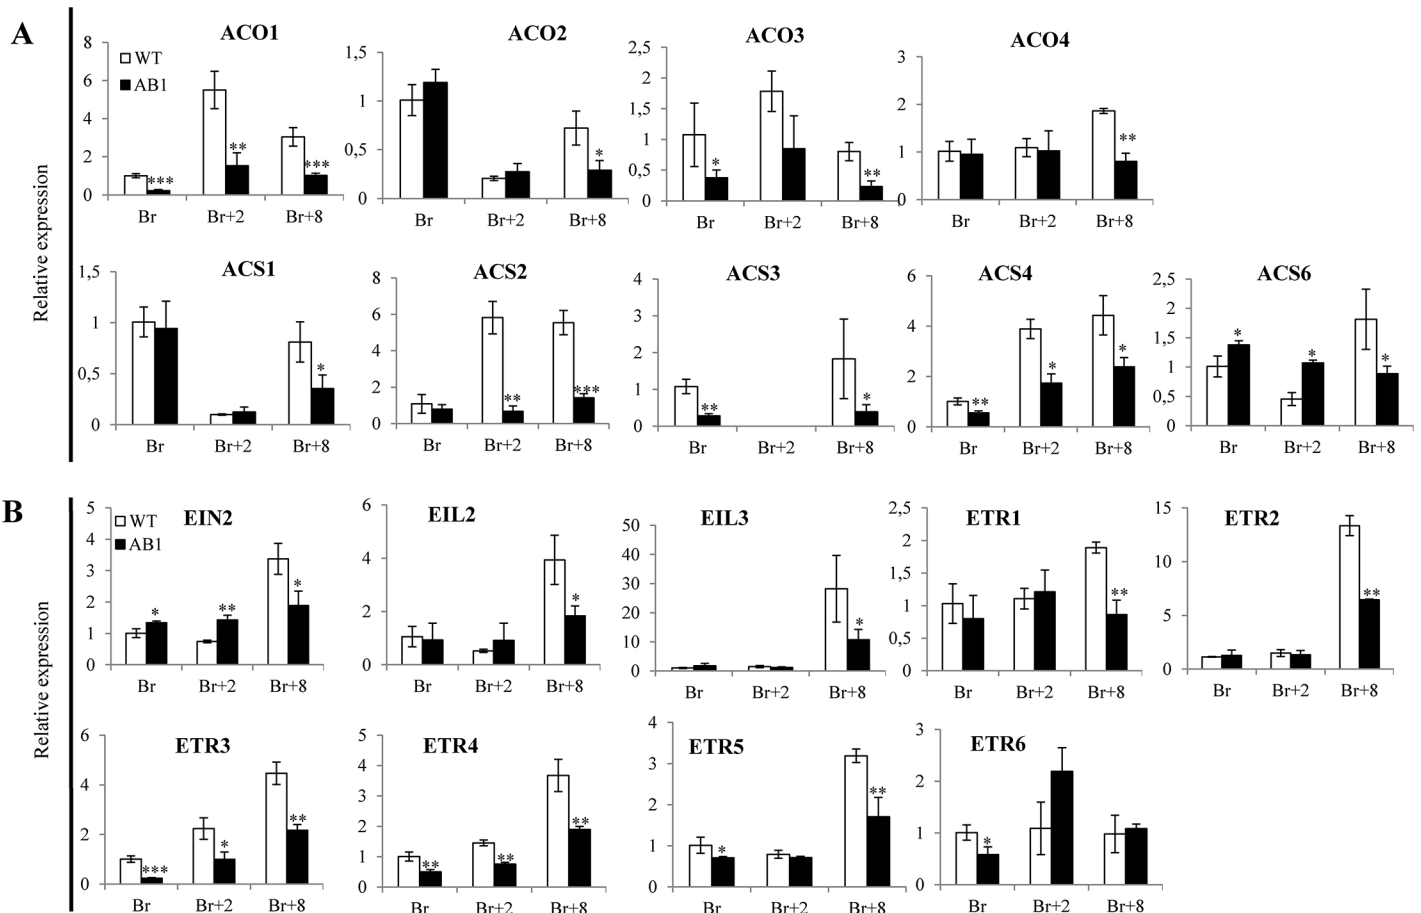 A
Relative expression
ACO1
8
6
4
2
0
WT
AB1
***
**
***
Br Br+2 Br+8
ACO2
1,5
1
0,5
0
*
Br Br+2 Br+8
ACO3
2,5
2
1,5
1
0,5
0
*
**
Br Br+2 Br+8
ACO4
3
2
1
0
**
Br Br+2 Br+8
ACS1
1,5
1
0,5
0
*
Br Br+2 Br+8
ACS2
8
6
4
2
0
**
***
Br Br+2 Br+8
ACS3
4
3
2
1
0
**
*
Br Br+2 Br+8
ACS4
6
4
2
0
**
*
*
Br Br+2 Br+8
ACS6
2,5
2
1,5
1
0,5
0
*
*
*
Br Br+2 Br+8
B
Relative expression
EIN2
5
4
3
2
1
0
WT
AB1
*
**
*
Br Br+2 Br+8
EIL2
6
4
2
0
*
Br Br+2 Br+8
EIL3
50
40
30
20
10
0
*
Br Br+2 Br+8
ETR1
2,5
2
1,5
1
0,5
0
**
Br Br+2 Br+8
ETR2
15
10
5
0
**
Br Br+2 Br+8
ETR3
6
4
2
0
***
*
**
Br Br+2 Br+8
ETR4
5
4
3
2
1
0
**
**
**
Br Br+2 Br+8
ETR5
4
3
2
1
0
*
**
Br Br+2 Br+8
ETR6
3
2
1
0
*
Br Br+2 Br+8